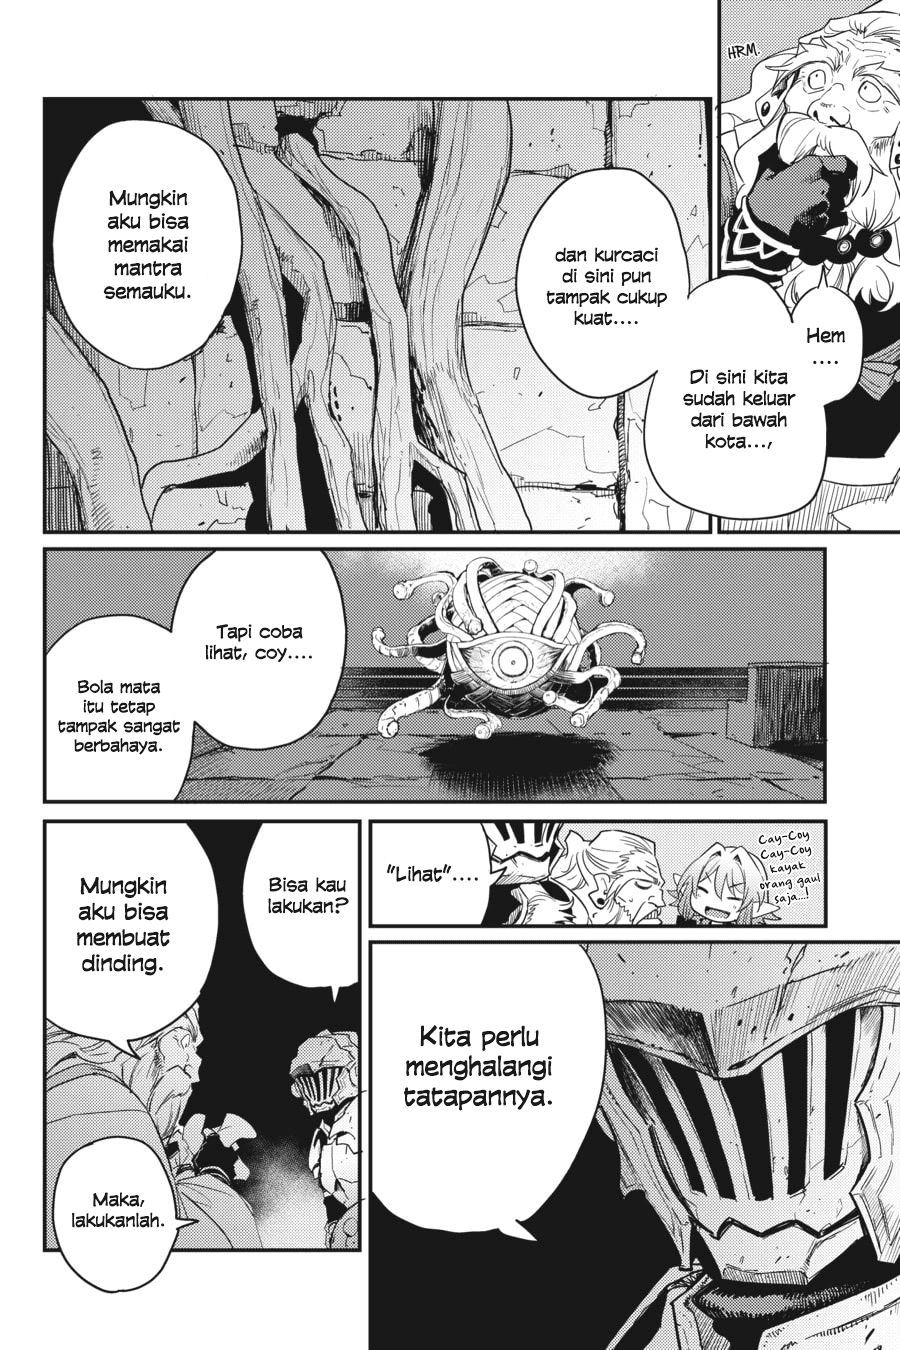 HRM.
Hem
....
Di sini kita
sudah keluar
dari bawah
kota...,
dan kurcaci
di sini pun
tampak cukup
kuat....
Mungkin
aku bisa
memakai
mantra
semauku.
Tapi coba
lihat, coy....
Bola mata
itu tetap
tampak sangat
berbahaya.
Cay-Coy
Cay-Coy
kayak
orang gaul
saja...!
"Lihat"....
Kita perlu
menghalangi
tatapannya.
Bisa kau
lakukan?
Mungkin
aku bisa
membuat
dinding.
Maka,
lakukanlah.